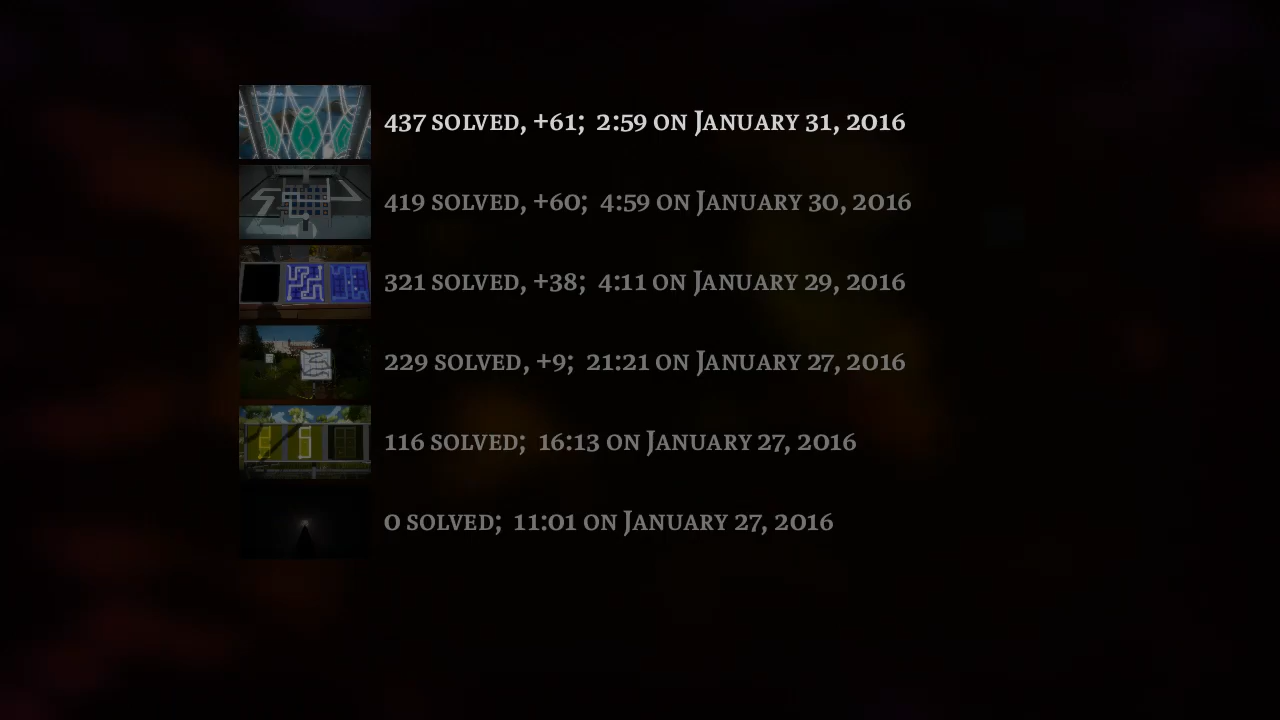 437 solved, +61; 2:59 on January 31, 2016
419 solved, +60; 4:59 on January 30, 2016
321 solved, +38; 4:11 on January 29, 2016
229 solved, +9; 21:21 on January 27, 2016
116 solved; 16:13 on January 27, 2016
0 solved; 11:01 on January 27, 2016